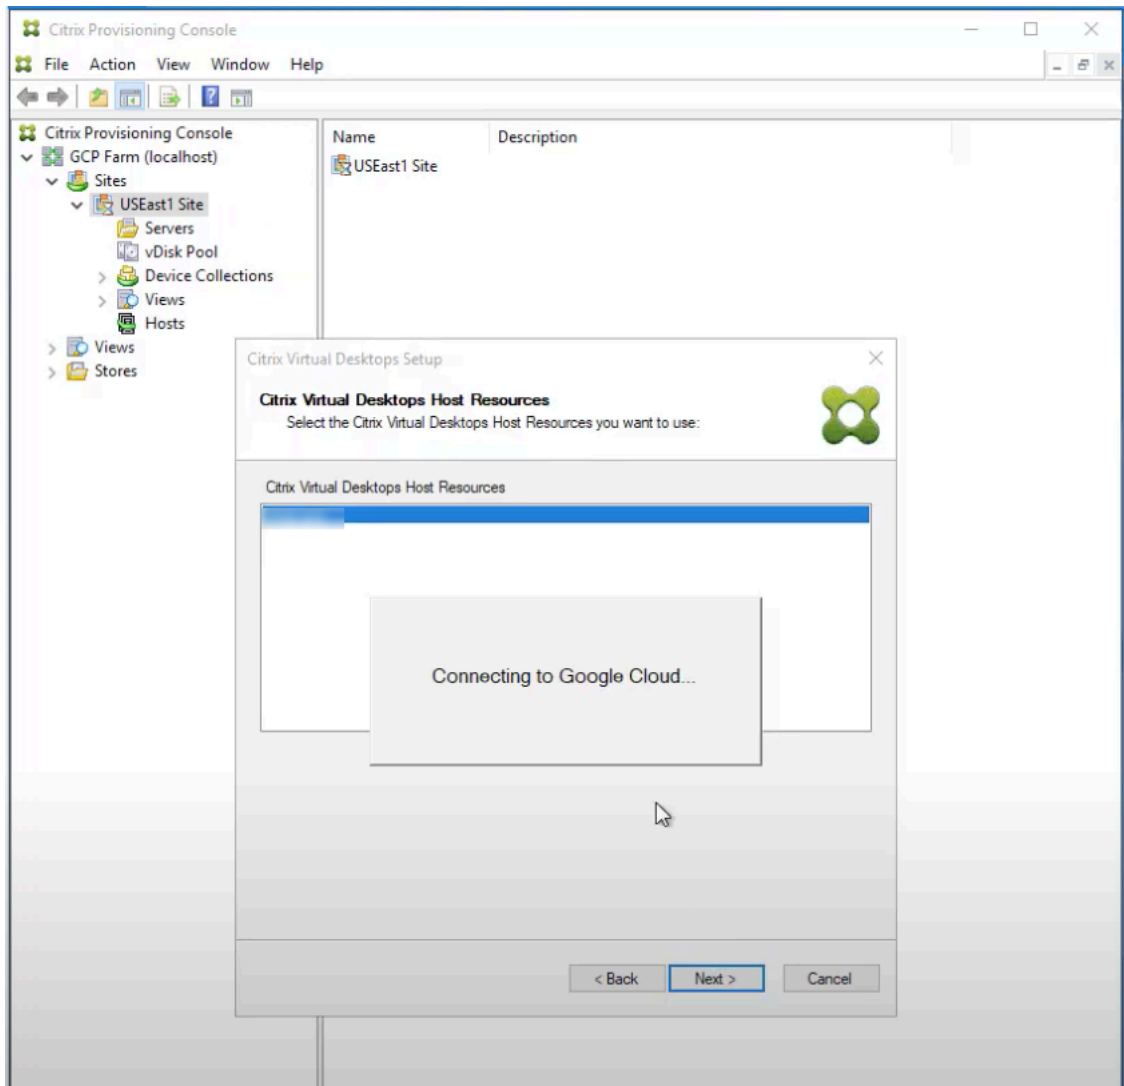 Citrix Provisioning Console
File Action View Window Help
Citrix Provisioning Console
GCP Farm (localhost)
Sites
USEast1 Site
Servers
vDisk Pool
Device Collections
Views
Hosts
Views
Stores
Name Description
USEast1 Site
Citrix Virtual Desktops Setup
Citrix Virtual Desktops Host Resources
Select the Citrix Virtual Desktops Host Resources you want to use:
Citrix Virtual Desktops Host Resources
Connecting to Google Cloud...
< Back Next > Cancel